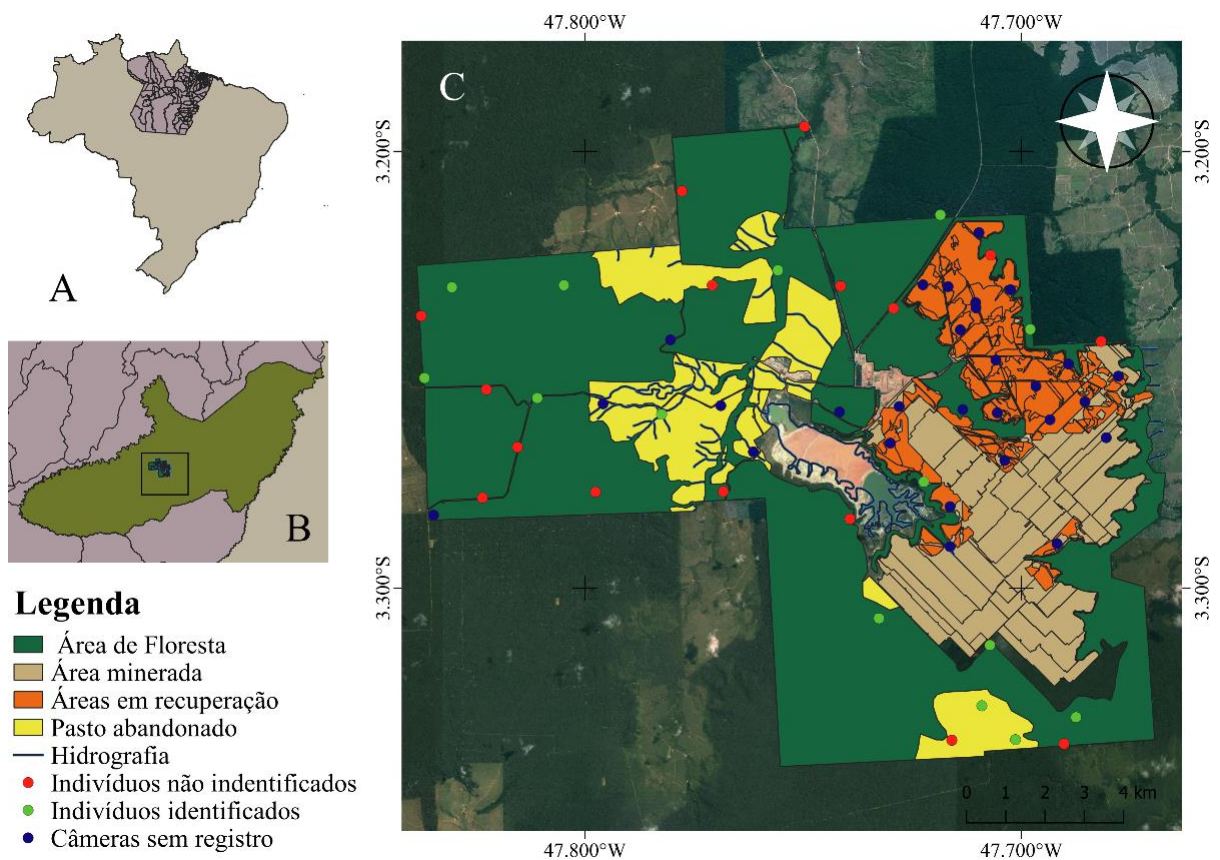 47.800°W 47.700°W
A
B
C
3.200°S 3.200°S
3.300°S 3.300°S
0 1 2 3 4 km
47.800°W 47.700°W
Legenda
Área de Floresta
Área minerada
Áreas em recuperação
Pasto abandonado
Hidrografia
Indivíduos não indentificados
Indivíduos identificados
Câmeras sem registro